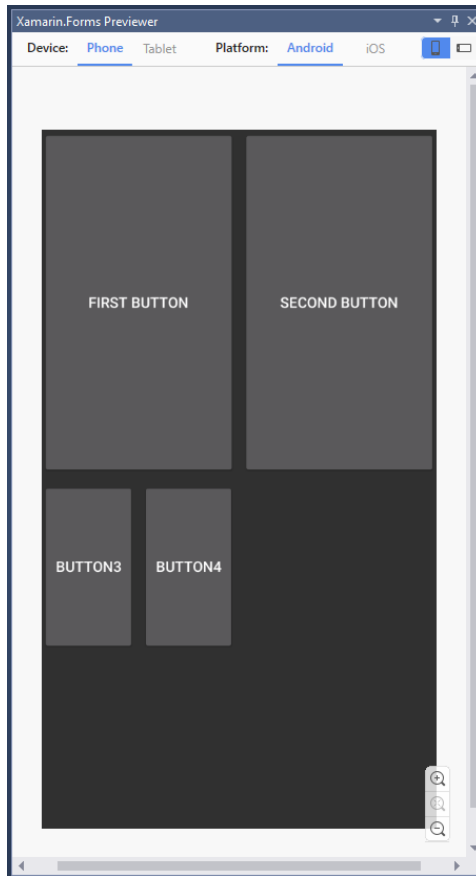 Xamarin.Forms Previewer
Device: Phone Tablet Platform: Android iOS
FIRST BUTTON SECOND BUTTON
BUTTON3 BUTTON4